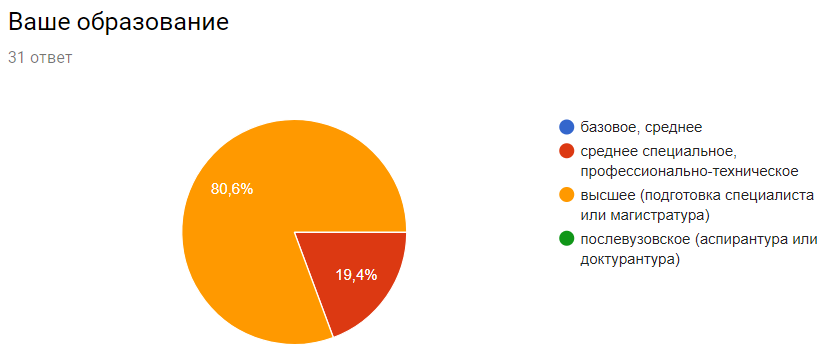 Ваше образование
31 ответ
80,6%
19,4%
базовое, среднее
среднее специальное,
профессионально-техническое
высшее (подготовка специалиста
или магистратура)
послевузовское (аспирантура или
доктурантура)